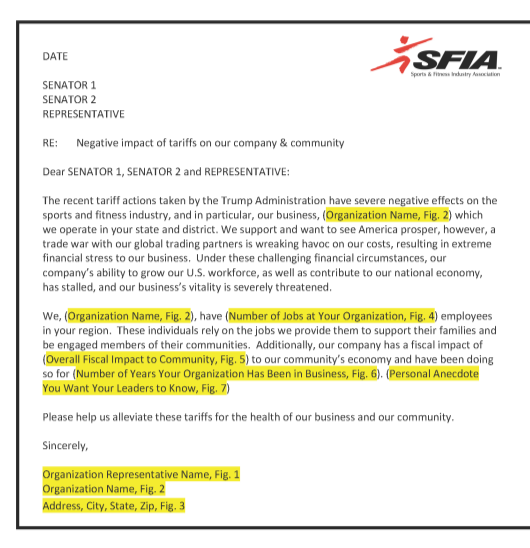 DATE
SFIA
Sports & Fitness Industry Association
SENATOR 1
SENATOR 2
REPRESENTATIVE
RE: Negative impact of tariffs on our company & community
Dear SENATOR 1, SENATOR 2 and REPRESENTATIVE:
The recent tariff actions taken by the Trump Administration have severe negative effects on the
sports and fitness industry, and in particular, our business, (Organization Name, Fig. 2) which
we operate in your state and district. We support and want to see America prosper, however, a
trade war with our global trading partners is wreaking havoc on our costs, resulting in extreme
financial stress to our business. Under these challenging financial circumstances, our
company's ability to grow our U.S. workforce, as well as contribute to our national economy,
has stalled, and our business's vitality is severely threatened.
We, (Organization Name, Fig. 2), have (Number of Jobs at Your Organization, Fig. 4) employees
in your region. These individuals rely on the jobs we provide them to support their families and
be engaged members of their communities. Additionally, our company has a fiscal impact of
(Overall Fiscal Impact to Community, Fig. 5) to our community's economy and have been doing
so for (Number of Years Your Organization Has Been in Business, Fig. 6). (Personal Anecdote
You Want Your Leaders to Know, Fig. 7)
Please help us alleviate these tariffs for the health of our business and our community.
Sincerely,
Organization Representative Name, Fig. 1
Organization Name, Fig. 2
Address, City, State, Zip, Fig. 3